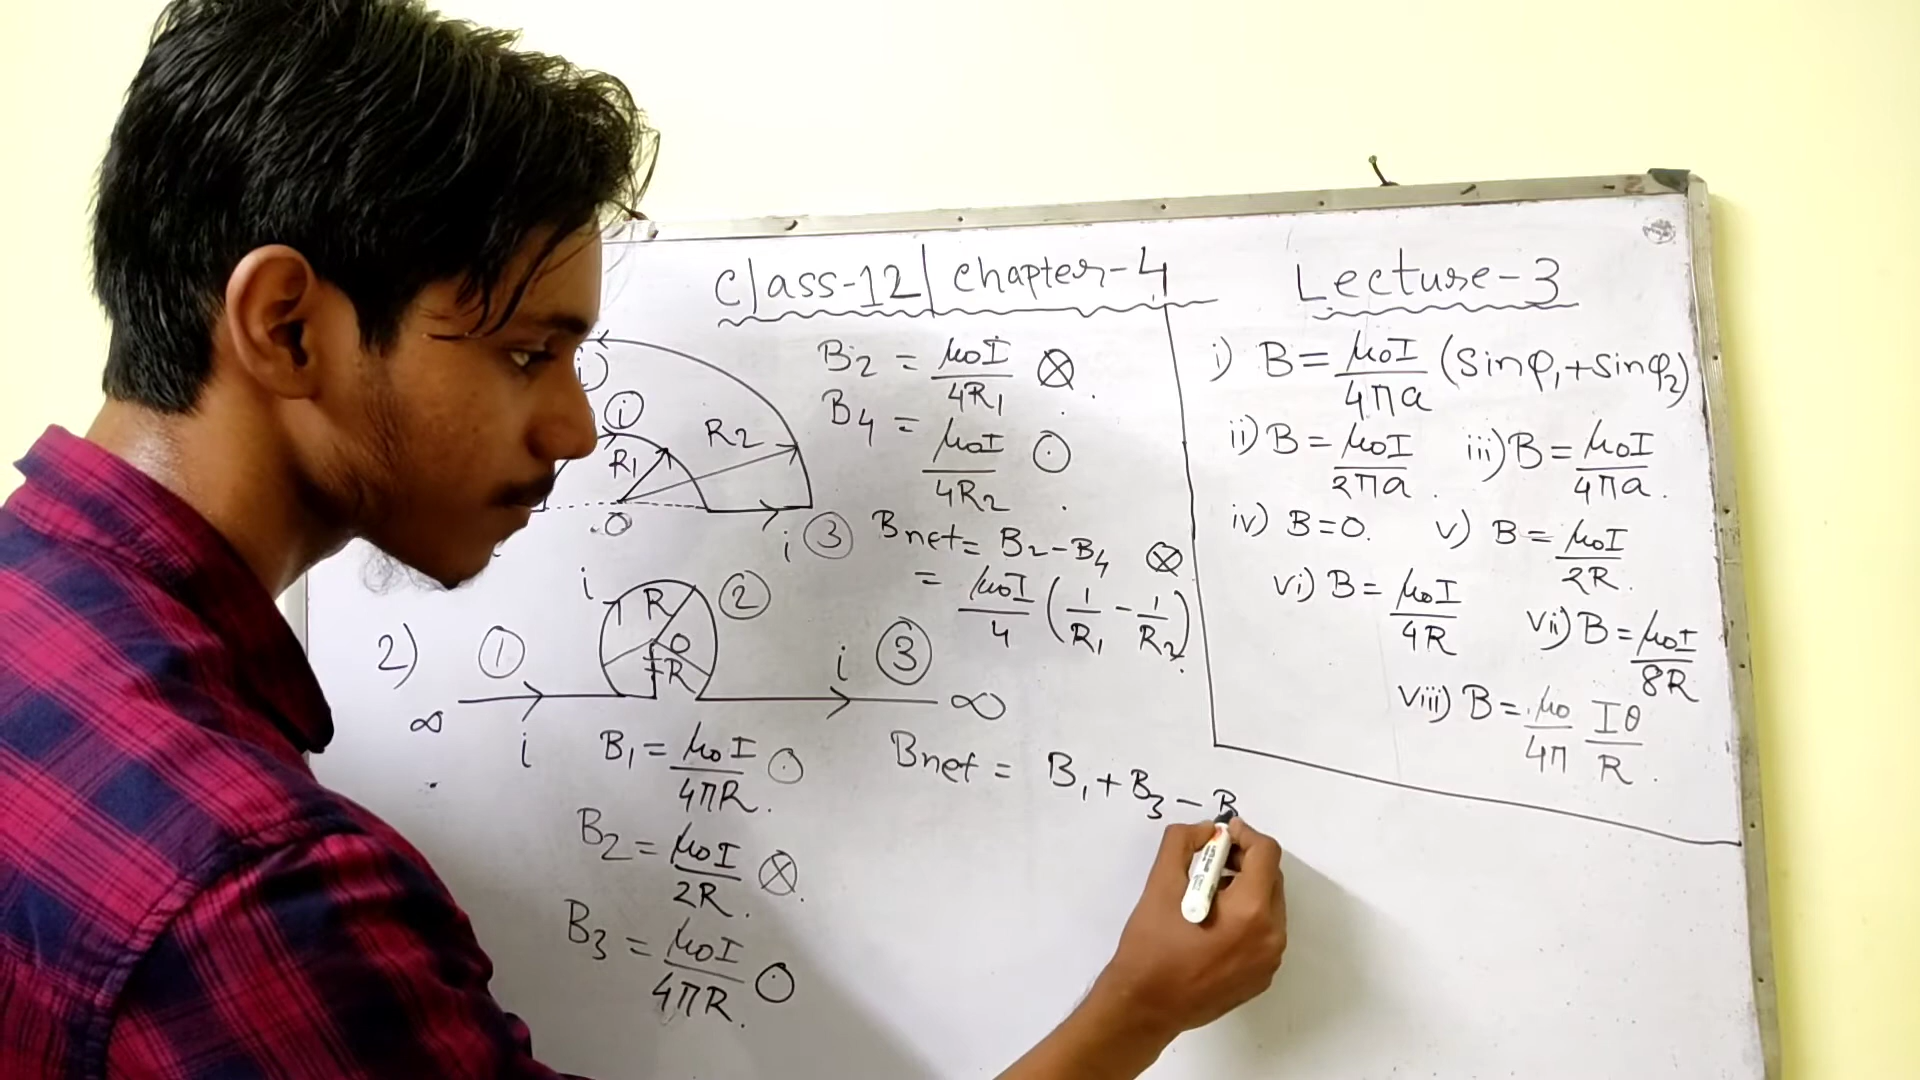 Class-12 | Chapter-4
Lecture-3
B₂ = μ₀I / 4R₁ ⊗ .
B₄ = μ₀I / 4R₂ ⊙ .
Bnet = B₂ - B₄ ⊗
= μ₀I / 4 (1/R₁ - 1/R₂) .
i
R₁
R₂
O
i ③
i) B = μ₀I / 4πa (Sinφ₁ + Sinφ₂)
ii) B = μ₀I / 2πa .
iii) B = μ₀I / 4πa .
iv) B = 0.
v) B = μ₀I / 2R .
vi) B = μ₀I / 4R
vii) B = μ₀I / 8R
viii) B = μ₀ / 4π Iθ / R .
2) ① i R ② O R i ③
∞ i ∞
B₁ = μ₀I / 4πR . ⊙
B₂ = μ₀I / 2R . ⊗
B₃ = μ₀I / 4πR . ⊙
Bnet = B₁ + B₃ - B